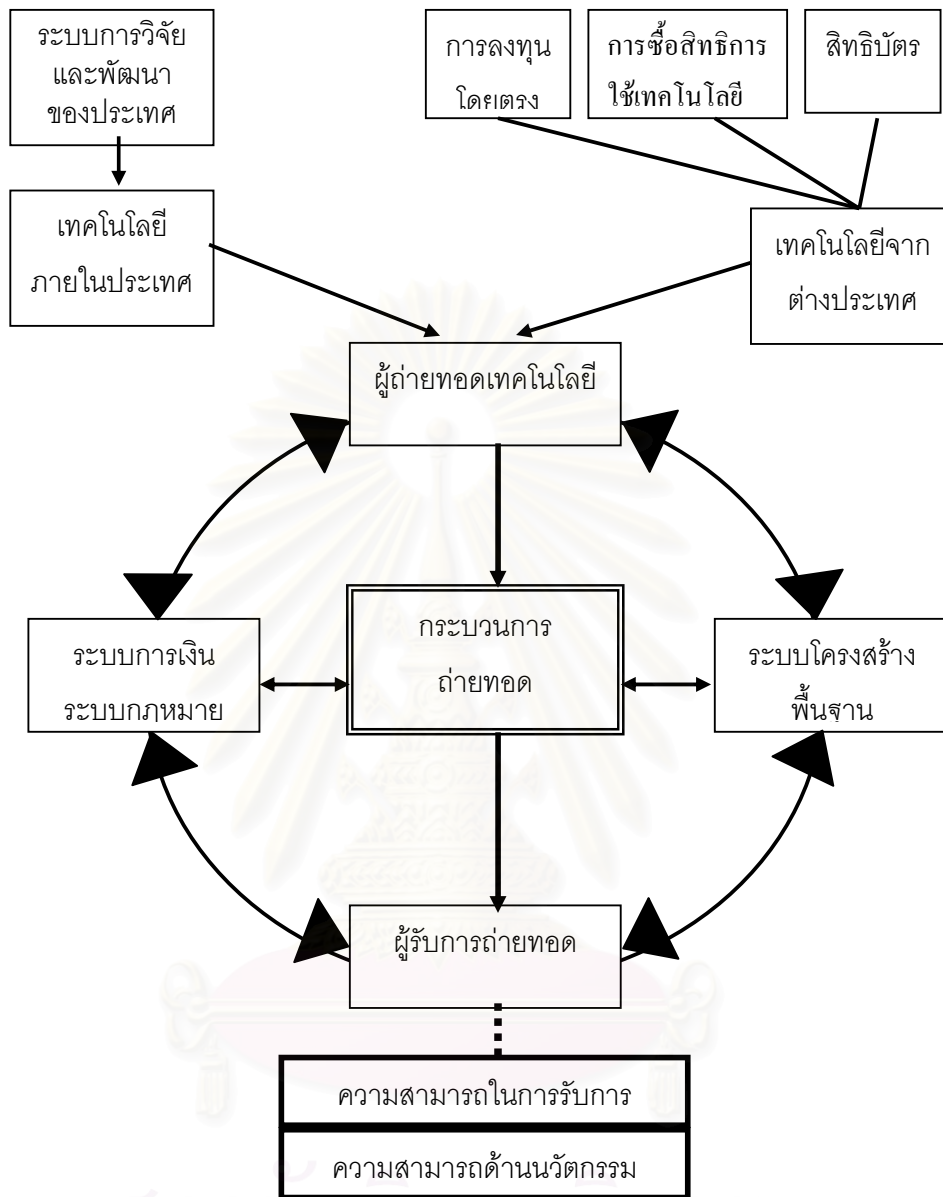 ระบบการวิจัย
และพัฒนา
ของประเทศ
การลงทุน
โดยตรง
การซื้อสิทธิการ
ใช้เทคโนโลยี
สิทธิบัตร
เทคโนโลยี
ภายในประเทศ
เทคโนโลยีจาก
ต่างประเทศ
ผู้ถ่ายทอดเทคโนโลยี
ระบบการเงิน
ระบบกฎหมาย
กระบวนการ
ถ่ายทอด
ระบบโครงสร้าง
พื้นฐาน
ผู้รับการถ่ายทอด
ความสามารถในการรับการ
ความสามารถด้านนวัตกรรม